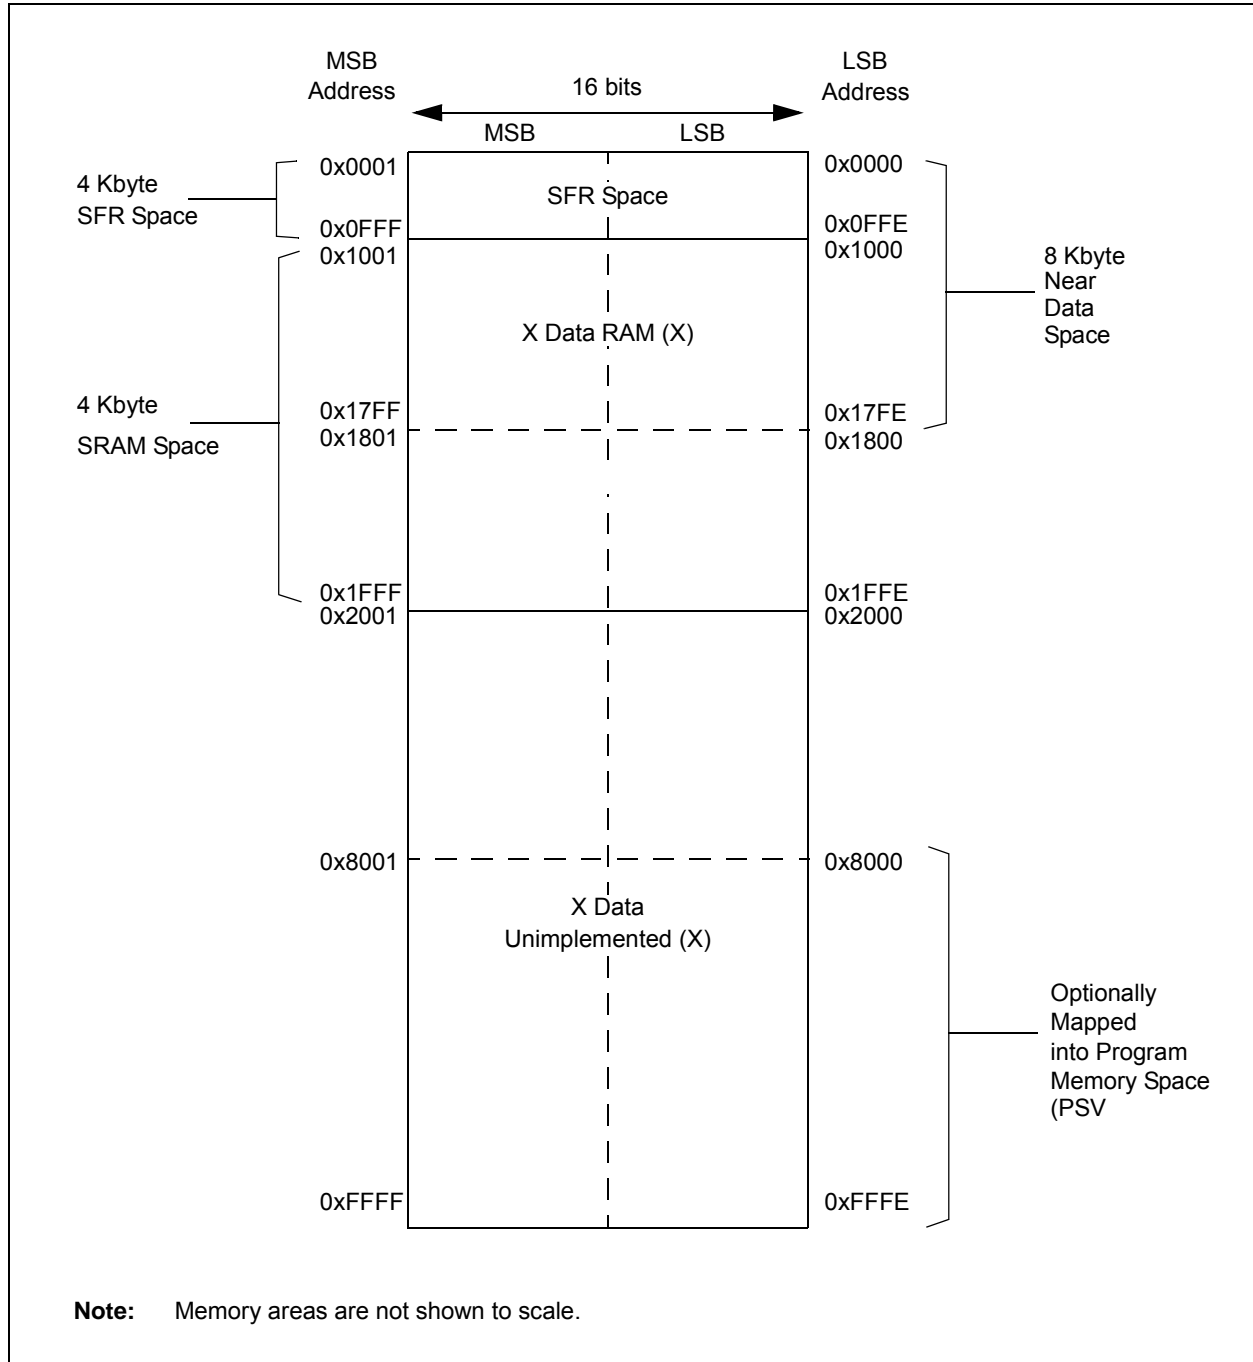 MSB
Address
LSB
Address
16 bits
MSB
LSB
0x0001
0x0000
4 Kbyte
SFR Space
SFR Space
0x0FFF
0x0FFE
0x1001
0x1000
8 Kbyte
Near
Data
Space
X Data RAM (X)
4 Kbyte
SRAM Space
0x17FF
0x17FE
0x1801
0x1800
0x1FFF
0x1FFE
0x2001
0x2000
0x8001
0x8000
X Data
Unimplemented (X)
Optionally
Mapped
into Program
Memory Space
(PSV
0xFFFF
0xFFFE
Note: Memory areas are not shown to scale.